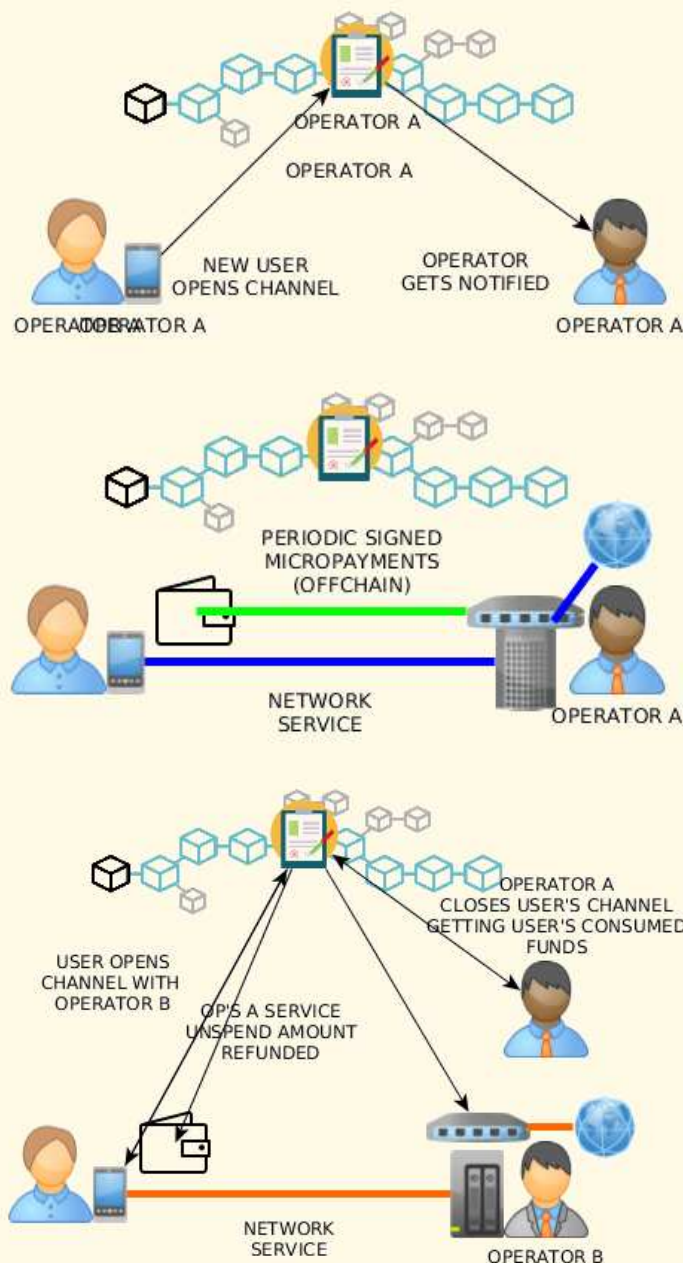 OPERATOR A
OPERATOR A
NEW USER
OPENS CHANNEL
OPERATOR
GETS NOTIFIED
OPERATOR A
OPERATOR A
PERIODIC SIGNED
MICROPAYMENTS
(OFFCHAIN)
NETWORK
SERVICE
OPERATOR A
OPERATOR A
CLOSES USER'S CHANNEL
GETTING USER'S CONSUMED
FUNDS
USER OPENS
CHANNEL WITH
OPERATOR B
OP'S A SERVICE
UNSPEND AMOUNT
REFUNDED
NETWORK
SERVICE
OPERATOR B